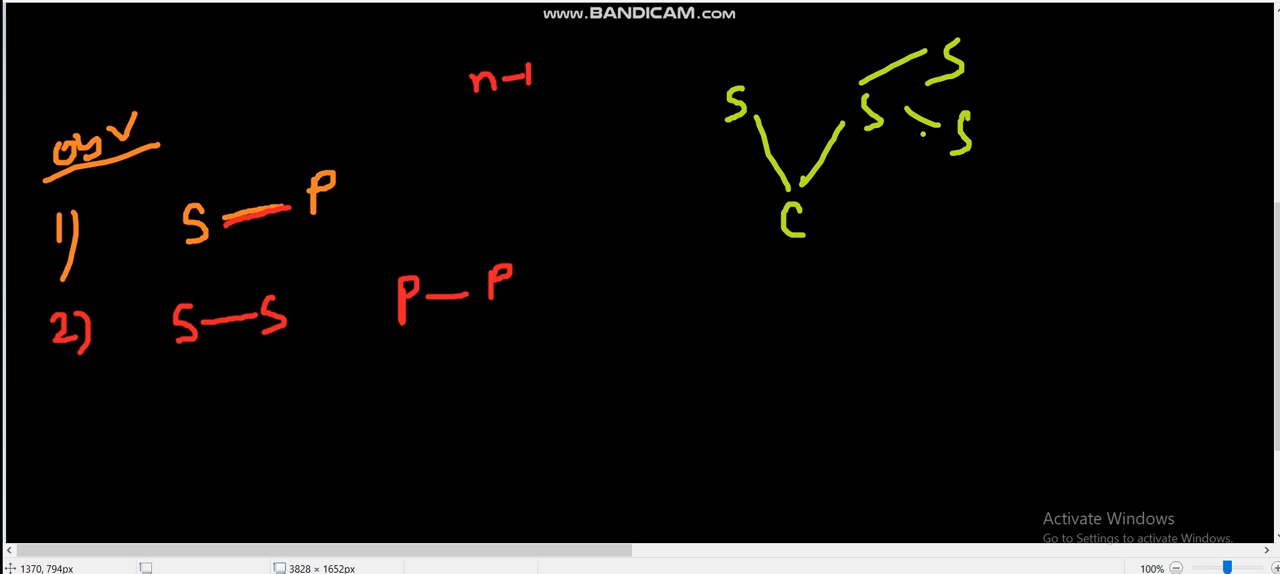 www.BANDICAM.com
n-1
obsv
1) S P
2) S S P P
S S S
S
C
Activate Windows
Go to Settings to activate Windows.
1370, 794px 3828 × 1652px 100%